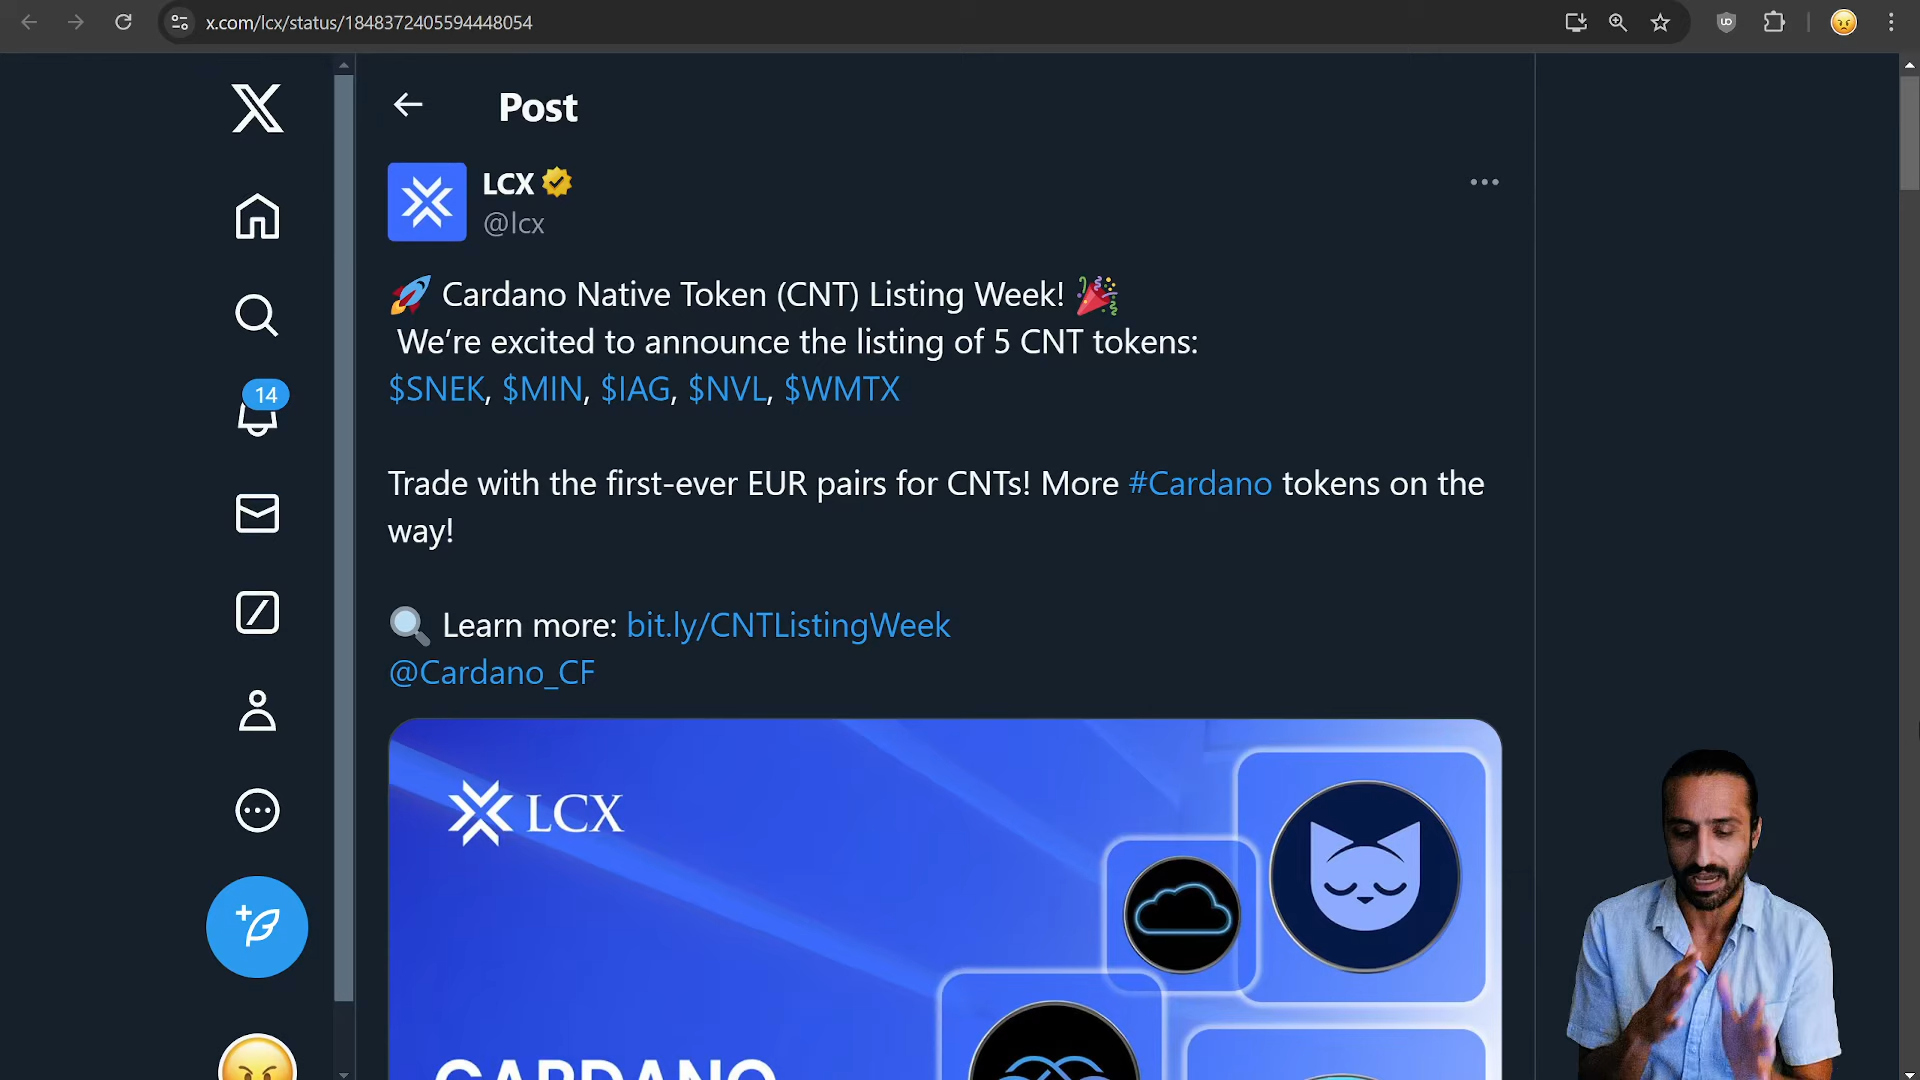 x.com/lcx/status/1848372405594448054
Post
LCX
@lcx
🚀 Cardano Native Token (CNT) Listing Week! 🎉
We’re excited to announce the listing of 5 CNT tokens:
$SNEK, $MIN, $IAG, $NVL, $WMTX
Trade with the first-ever EUR pairs for CNTs! More #Cardano tokens on the
way!
🔍 Learn more: bit.ly/CNTListingWeek
@Cardano_CF
14
LCX
CARDANO